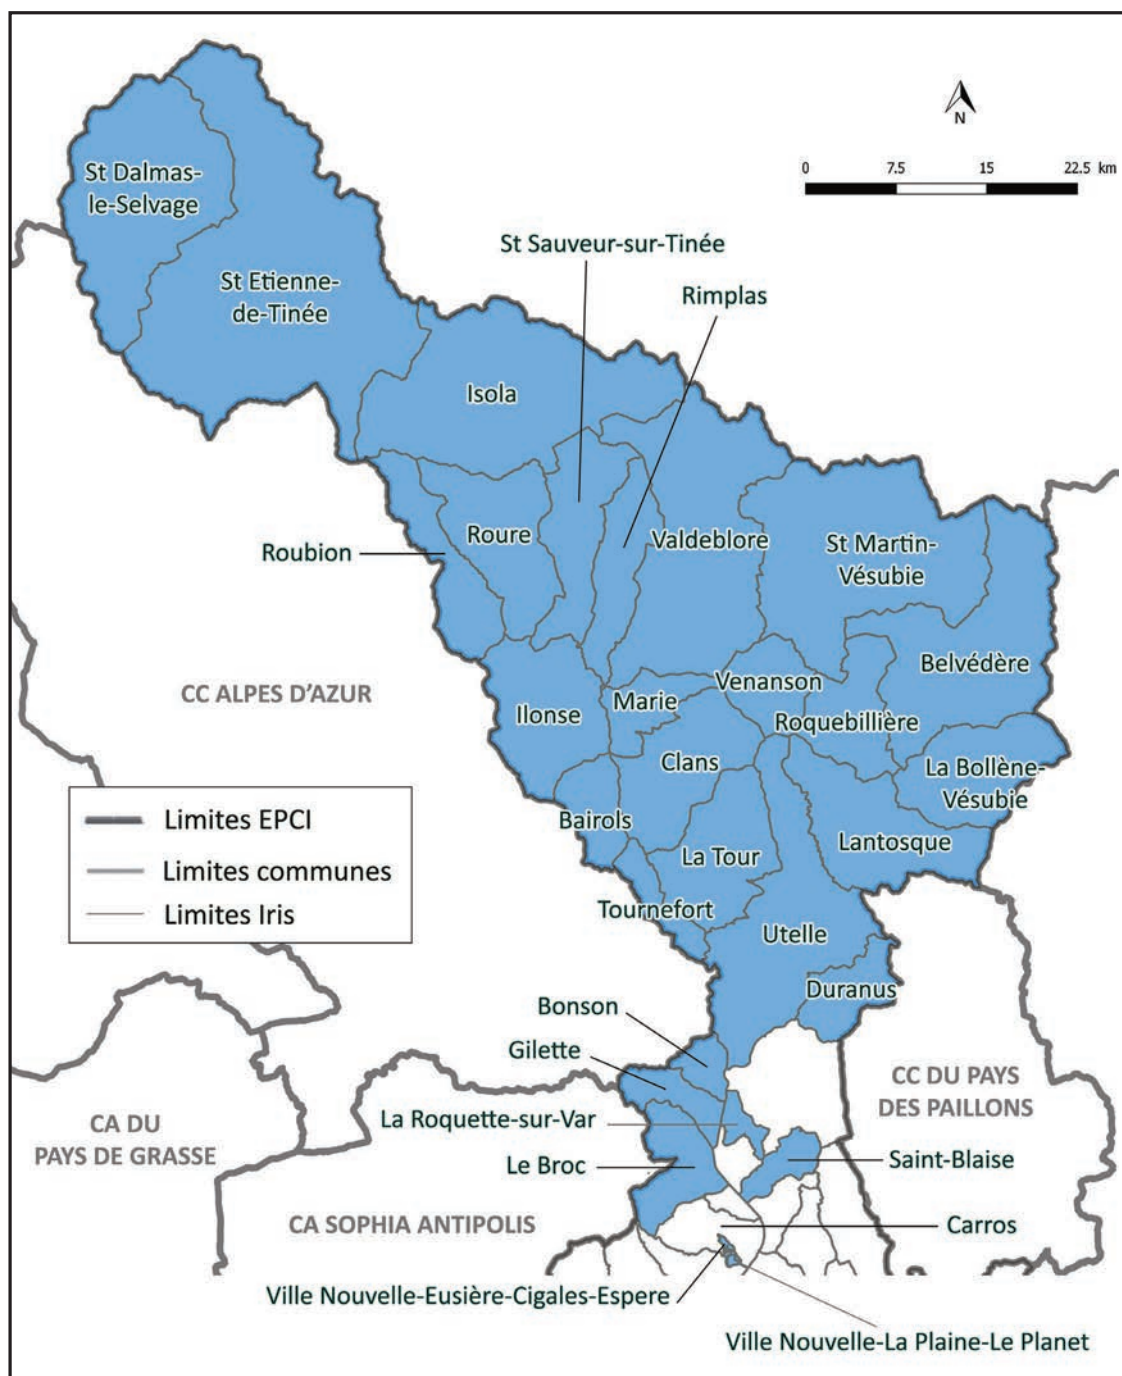 N
0 7.5 15 22.5 km
St Dalmas-
le-Selvage
St Etienne-
de-Tinée
St Sauveur-sur-Tinée
Rimplas
Isola
Roure
Valdeblore
St Martin-
Vésubie
Roubion
Belvédère
CC ALPES D'AZUR
Ilonse
Marie
Venanson
Roquebillière
Clans
La Bollène-
Vésubie
Limites EPCI
Limites communes
Limites Iris
Bairols
La Tour
Lantosque
Tournefort
Utelle
Duranus
Bonson
Gilette
CC DU PAYS
DES PAILLONS
CA DU
PAYS DE GRASSE
La Roquette-sur-Var
Le Broc
Saint-Blaise
CA SOPHIA ANTIPOLIS
Carros
Ville Nouvelle-Eusière-Cigales-Espere
Ville Nouvelle-La Plaine-Le Planet